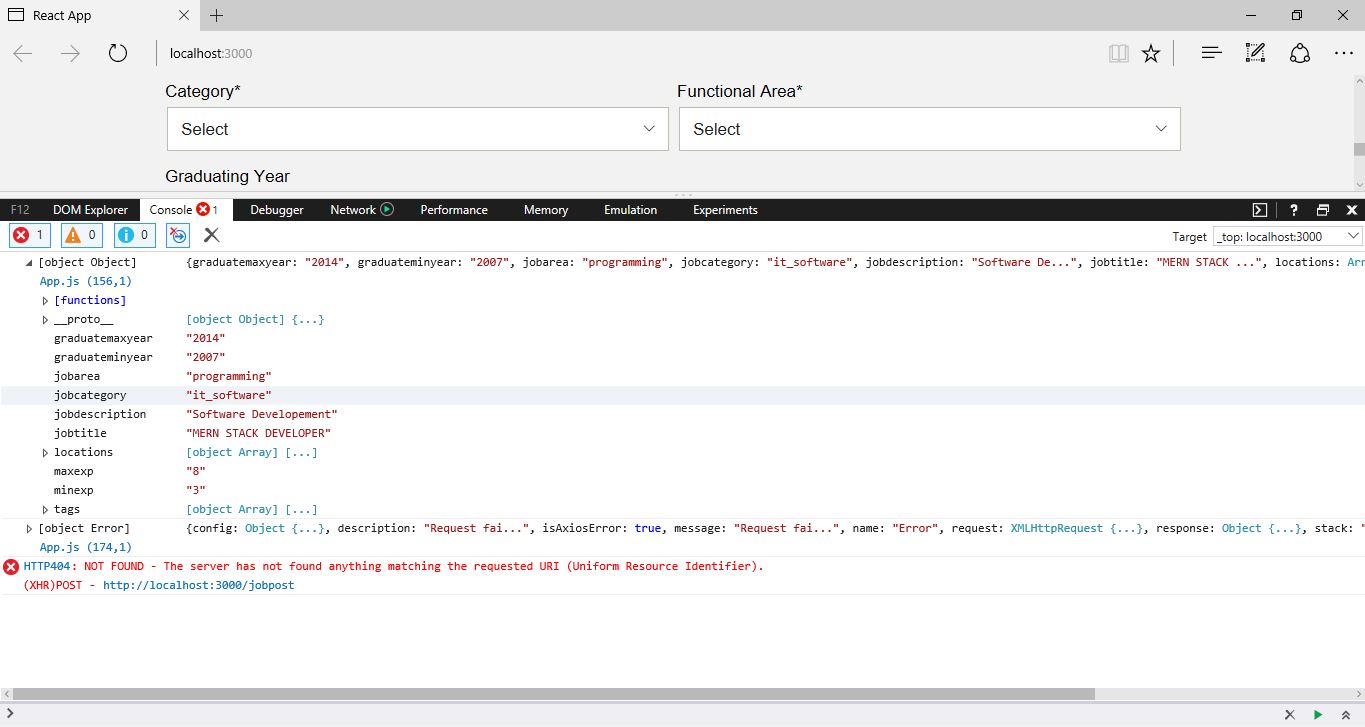 React App
localhost:3000
Category* Functional Area*
Select Select
Graduating Year
F12 DOM Explorer Console 1 Debugger Network Performance Memory Emulation Experiments ?
1 0 0 Target _top: localhost:3000
[object Object] {graduatemaxyear: "2014", graduateminyear: "2007", jobarea: "programming", jobcategory: "it_software", jobdescription: "Software De...", jobtitle: "MERN STACK ...", locations: Arr
App.js (156,1)
[functions]
__proto__ [object Object] {...}
graduatemaxyear "2014"
graduateminyear "2007"
jobarea "programming"
jobcategory "it_software"
jobdescription "Software Developement"
jobtitle "MERN STACK DEVELOPER"
locations [object Array] [...]
maxexp "8"
minexp "3"
tags [object Array] [...]
[object Error] {config: Object {...}, description: "Request fai...", isAxiosError: true, message: "Request fai...", name: "Error", request: XMLHttpRequest {...}, response: Object {...}, stack: "
App.js (174,1)
HTTP404: NOT FOUND - The server has not found anything matching the requested URI (Uniform Resource Identifier).
(XHR)POST - http://localhost:3000/jobpost